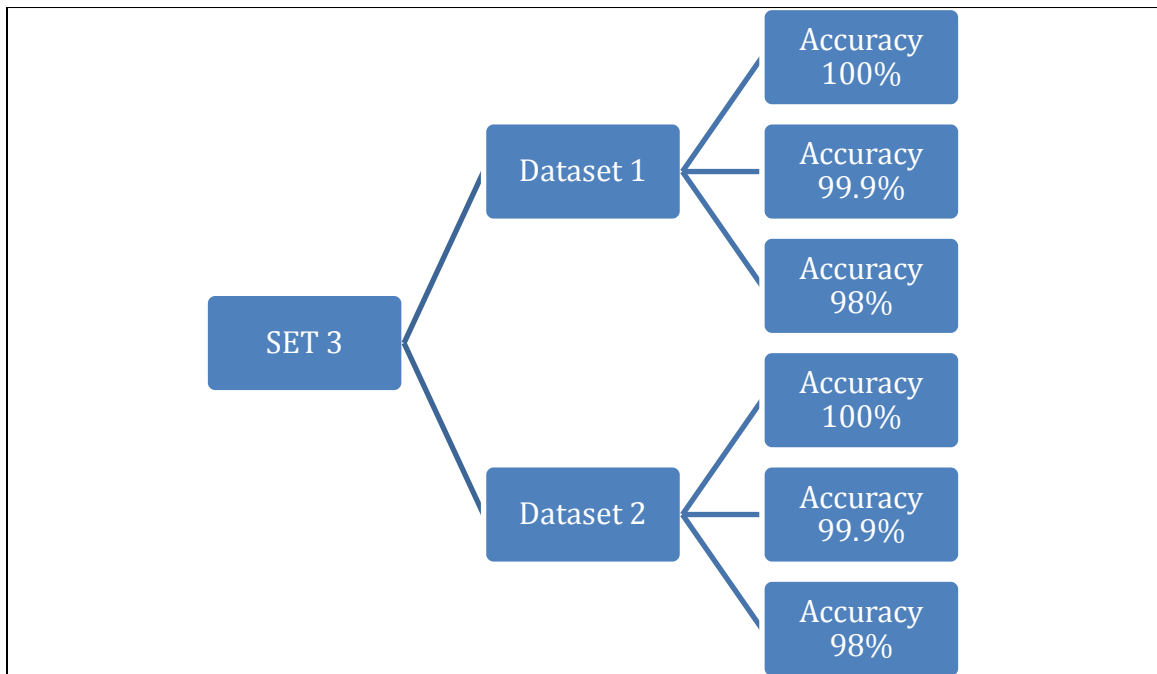 Accuracy
100%
Dataset 1
Accuracy
99.9%
Accuracy
98%
SET 3
Accuracy
100%
Dataset 2
Accuracy
99.9%
Accuracy
98%